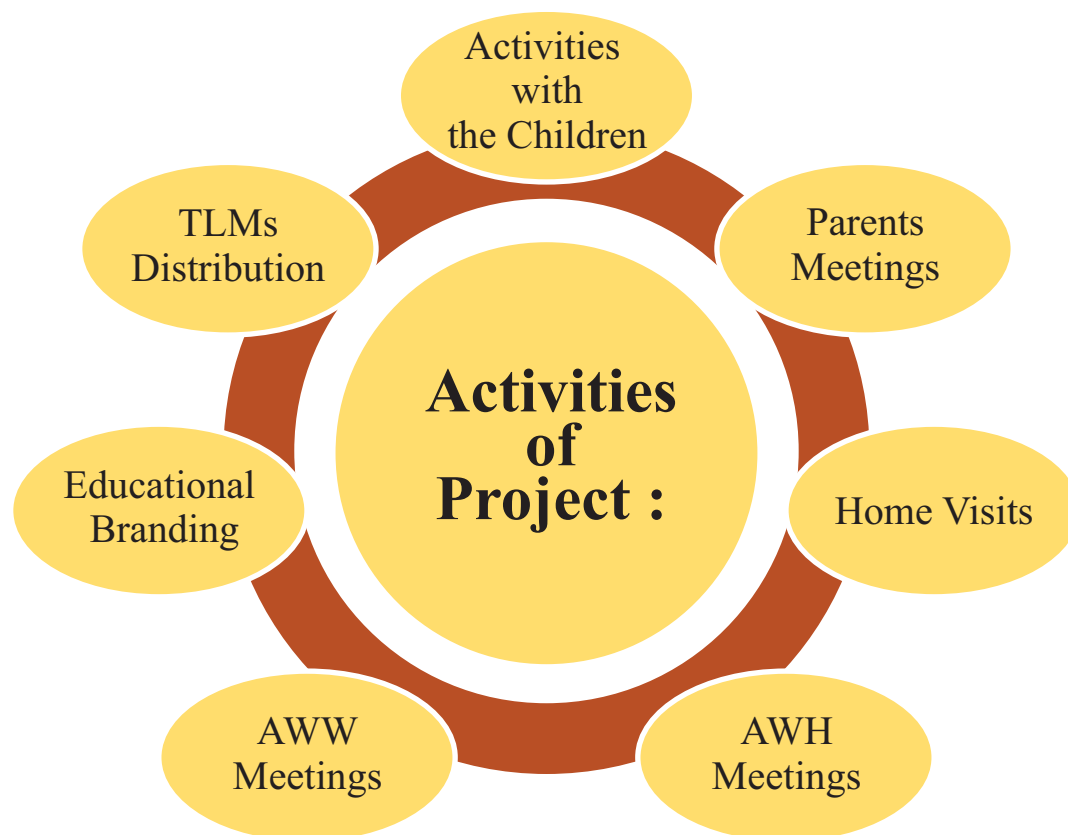 Activities
with
the Children
TLMs
Distribution
Parents
Meetings
Activities
of
Project :
Educational
Branding
Home Visits
AWW
Meetings
AWH
Meetings